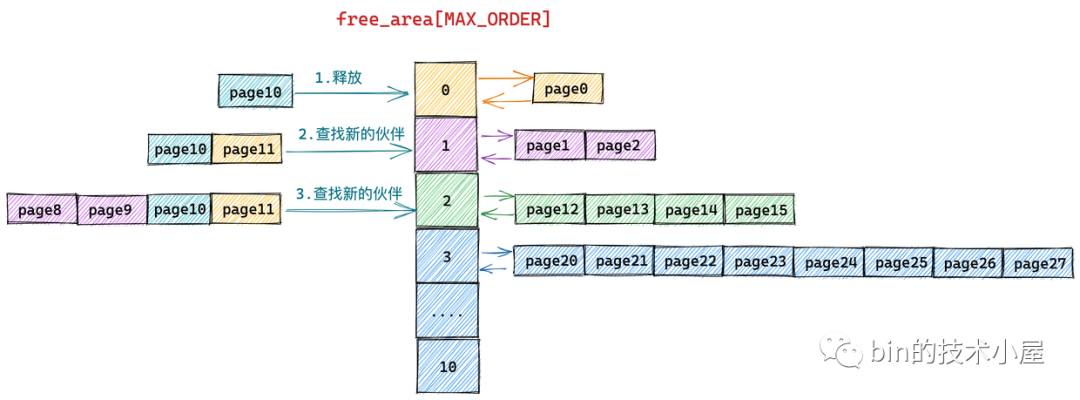 free_area[MAX_ORDER]
page10 1.释放 0 page0
page10 page11 2.查找新的伙伴 1 page1 page2
page8 page9 page10 page11 3.查找新的伙伴 2 page12 page13 page14 page15
3 page20 page21 page22 page23 page24 page25 page26 page27
....
10
bin的技术小屋